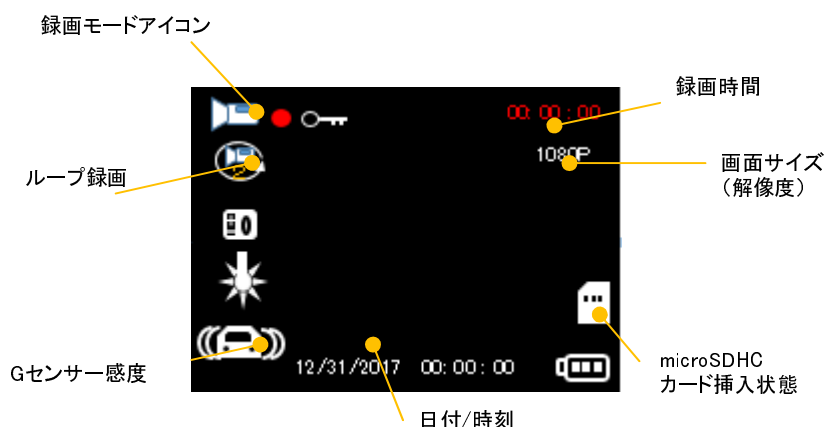 録画モードアイコン
録画時間
00:00:00
1080P
画面サイズ
（解像度）
ループ録画
microSDHC
カード挿入状態
Gセンサー感度
12/31/2017 00:00:00
日付/時刻